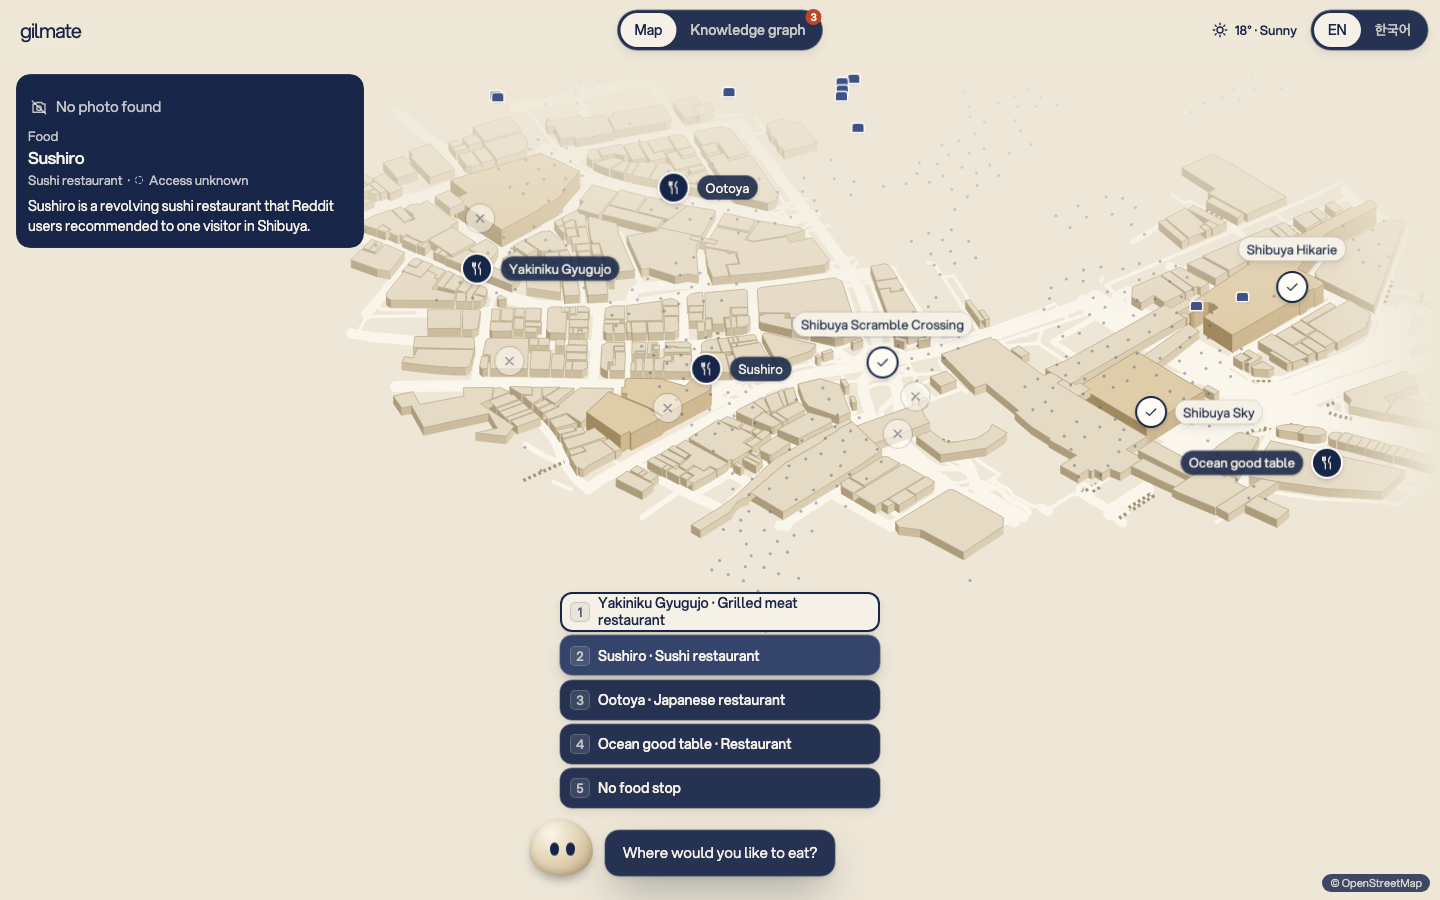 gilmate
Map
Knowledge graph
3
18° · Sunny
EN
한국어
No photo found
Food
Sushiro
Sushi restaurant · Access unknown
Sushiro is a revolving sushi restaurant that Reddit
users recommended to one visitor in Shibuya.
Ootoya
Yakiniku Gyugujo
Shibuya Hikarie
Shibuya Scramble Crossing
Sushiro
Shibuya Sky
Ocean good table
1 Yakiniku Gyugujo · Grilled meat
restaurant
2 Sushiro · Sushi restaurant
3 Ootoya · Japanese restaurant
4 Ocean good table · Restaurant
5 No food stop
Where would you like to eat?
© OpenStreetMap